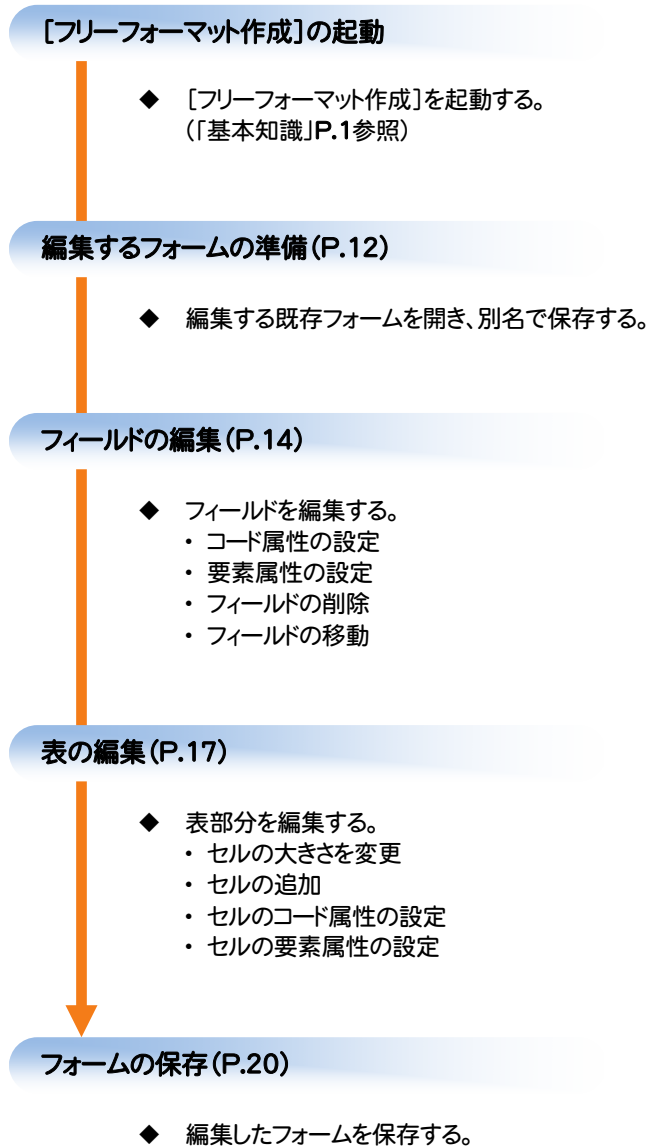 ［フリーフォーマット作成］の起動
◆ ［フリーフォーマット作成］を起動する。
（「基本知識」P.1参照）
編集するフォームの準備（P.12）
◆ 編集する既存フォームを開き、別名で保存する。
フィールドの編集（P.14）
◆ フィールドを編集する。
・ コード属性の設定
・ 要素属性の設定
・ フィールドの削除
・ フィールドの移動
表の編集（P.17）
◆ 表部分を編集する。
・ セルの大きさを変更
・ セルの追加
・ セルのコード属性の設定
・ セルの要素属性の設定
フォームの保存（P.20）
◆ 編集したフォームを保存する。